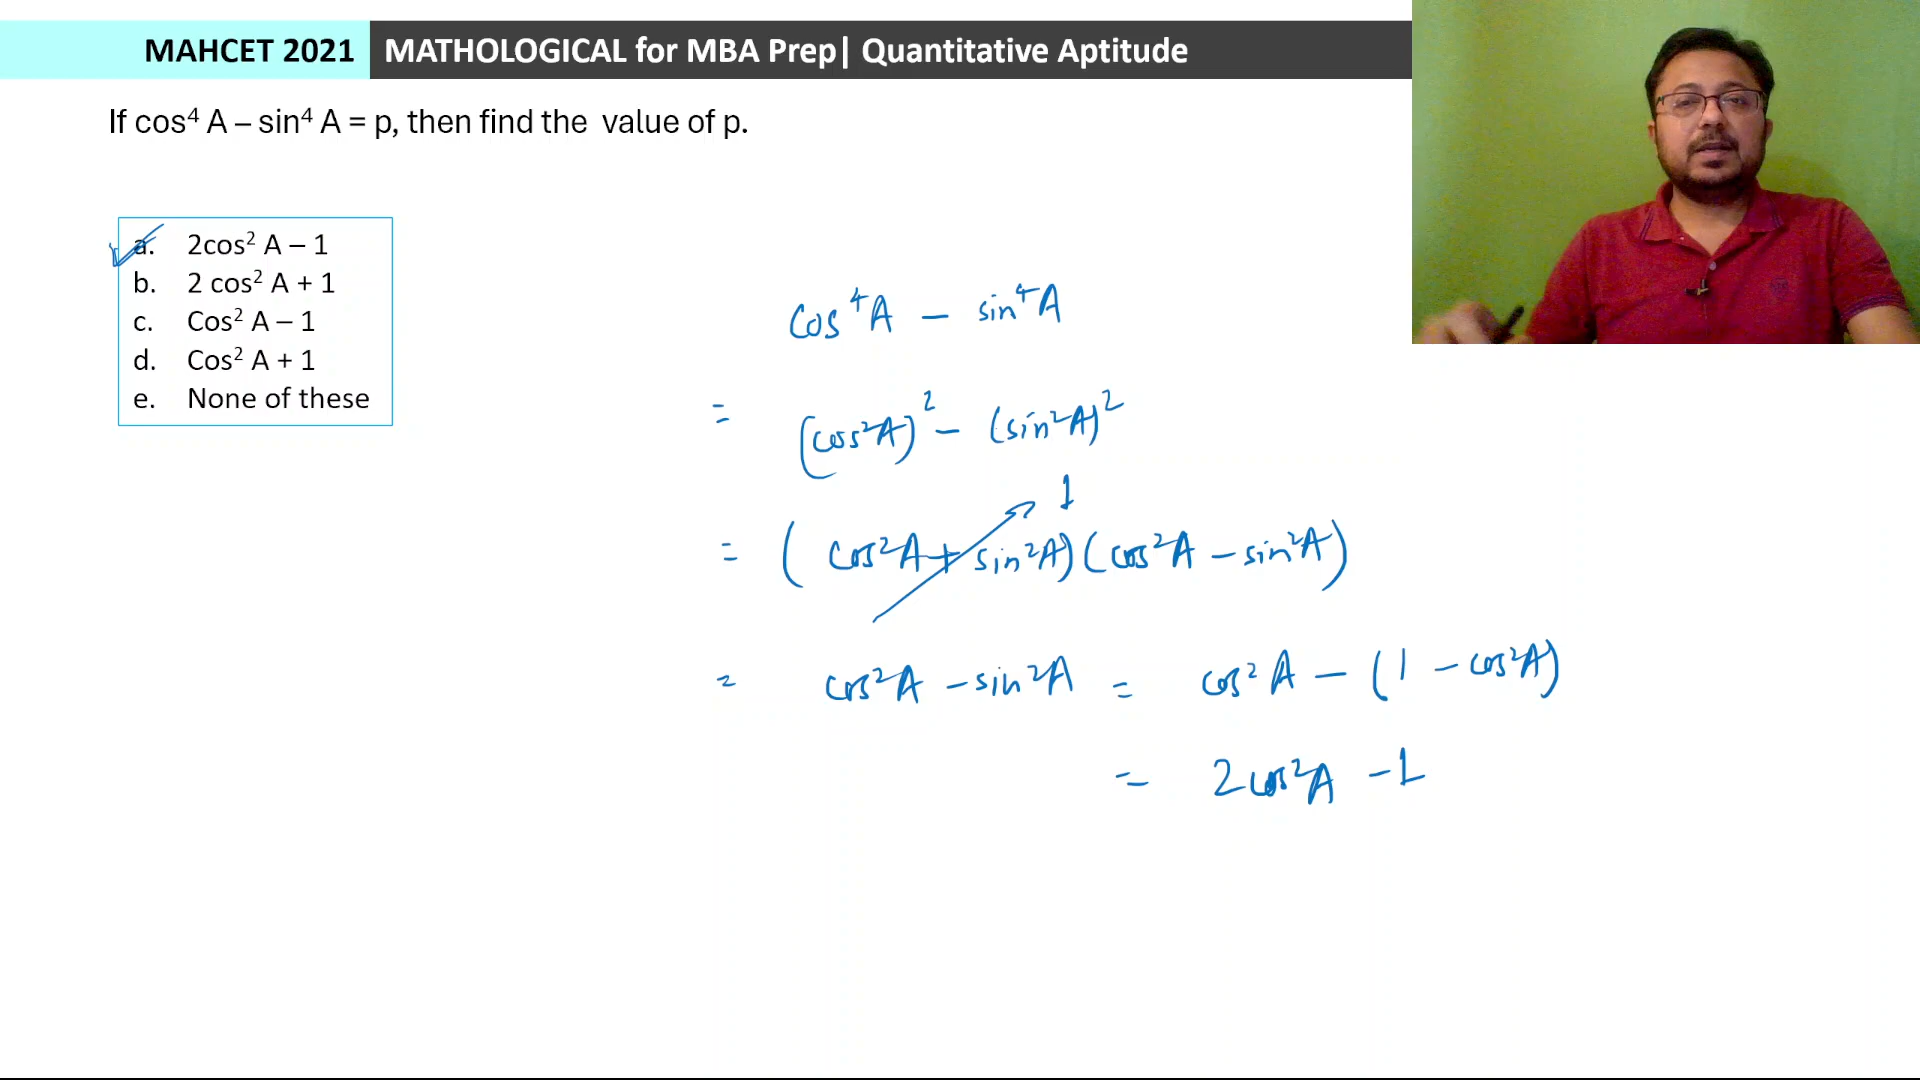 MAHCET 2021 MATHOLOGICAL for MBA Prep| Quantitative Aptitude
If cos⁴ A – sin⁴ A = p, then find the value of p.
a. 2cos² A – 1
b. 2 cos² A + 1
c. Cos² A – 1
d. Cos² A + 1
e. None of these
cos⁴A – sin⁴A
= (cos²A)² – (sin²A)²
1
= (cos²A + sin²A)(cos²A – sin²A)
= cos²A – sin²A = cos²A – (1 – cos²A)
= 2cos²A – 1